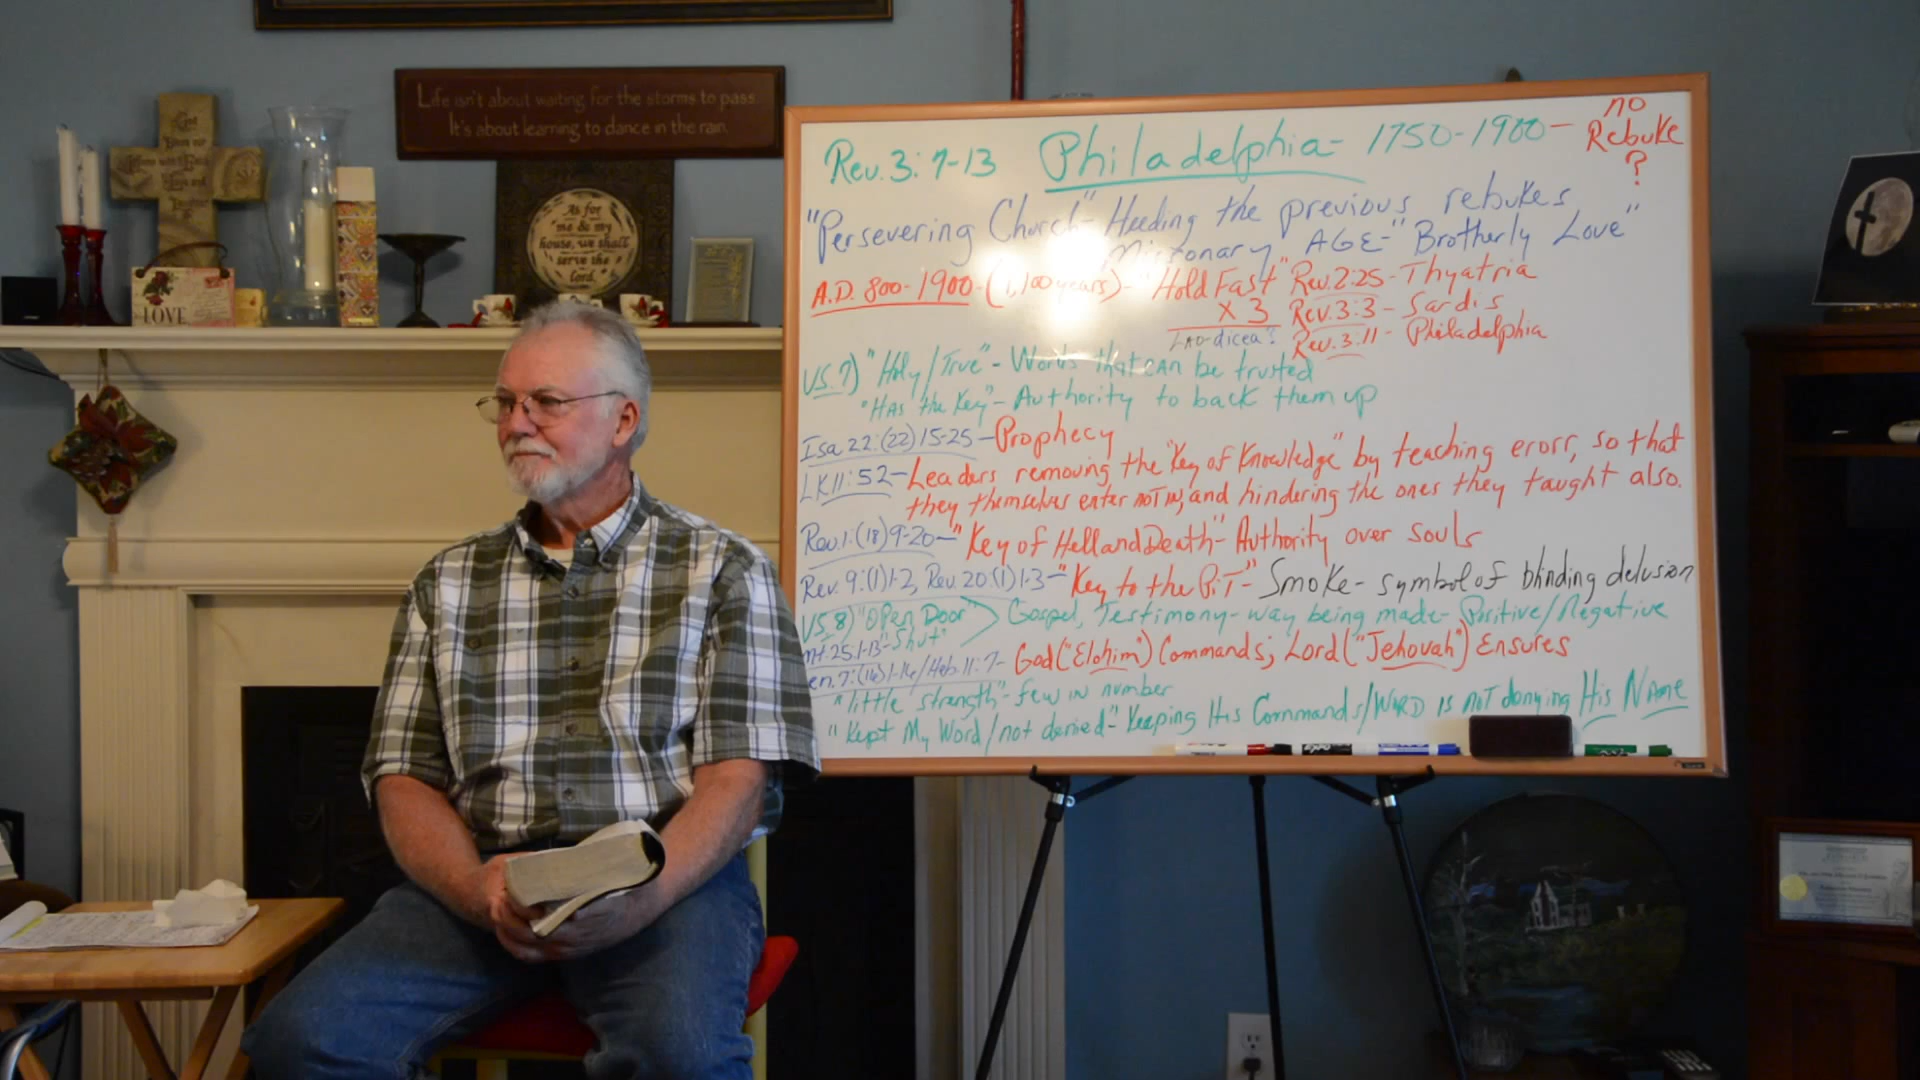 Life isn't about waiting for the storms to pass.
It's about learning to dance in the rain.
God
LOVE
As for
me & my
house, we shall
serve the
Lord.
no
Rebuke
?
Rev. 3:7-13 Philadelphia- 1750-1900-
"Persevering Church"- Heeding the previous rebukes
Missionary AGE-"Brotherly Love"
A.D. 800-1900-(1,100 years)-"Hold Fast" Rev.2:25-Thyatria
X 3 Rev.3:3-Sardis
LAO-dicea? Rev.3:11-Philadelphia
VS.7) "Holy/True"- Works that can be trusted
"HAS the Key"- Authority to back them up
Isa 22:(22)15-25-Prophecy
LK11:52-Leaders removing the "Key of Knowledge" by teaching erorr, so that
they themselves enter not in, and hindering the ones they taught also.
Rev.1:(18)9-20-"Key of Hell and Death"-Authority over souls
Rev. 9:(1)1-2, Rev. 20:(1)1-3-"Key to the PiT-"Smoke-symbol of blinding delusion
VS.8)"Open Door" Gospel, Testimony-way being made-Positive/Negative
Mt.25:1-13-"Shut"
en.7:(16)1-16/Heb.11:7-God("Elohim") Commands; Lord ("Jehovah") Ensures
"little strength"-few in number
"Kept My Word/not denied"-Keeping His Commands/WORD is not denying His NAME
EXPO